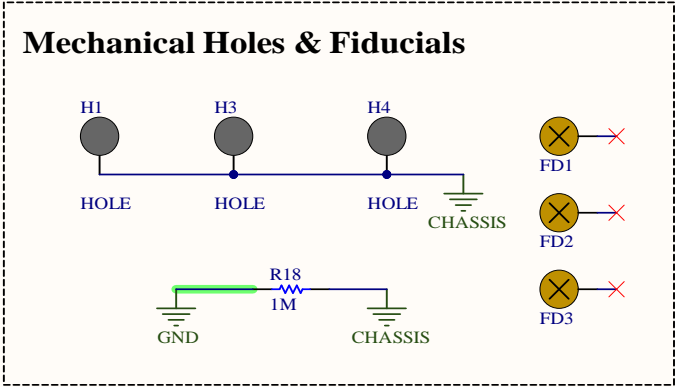 Mechanical Holes & Fiducials
H1 H3 H4
FD1
HOLE HOLE HOLE
CHASSIS
FD2
R18
1M
FD3
GND CHASSIS